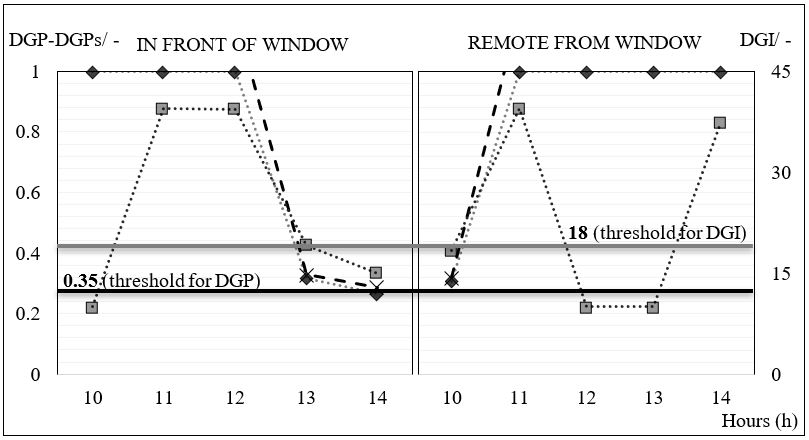 DGP-DGPs/ -
IN FRONT OF WINDOW
REMOTE FROM WINDOW
DGI/ -
1
0.8
0.6
0.4
0.2
0
45
30
15
0
18 (threshold for DGI)
0.35 (threshold for DGP)
10 11 12 13 14
10 11 12 13 14
Hours (h)